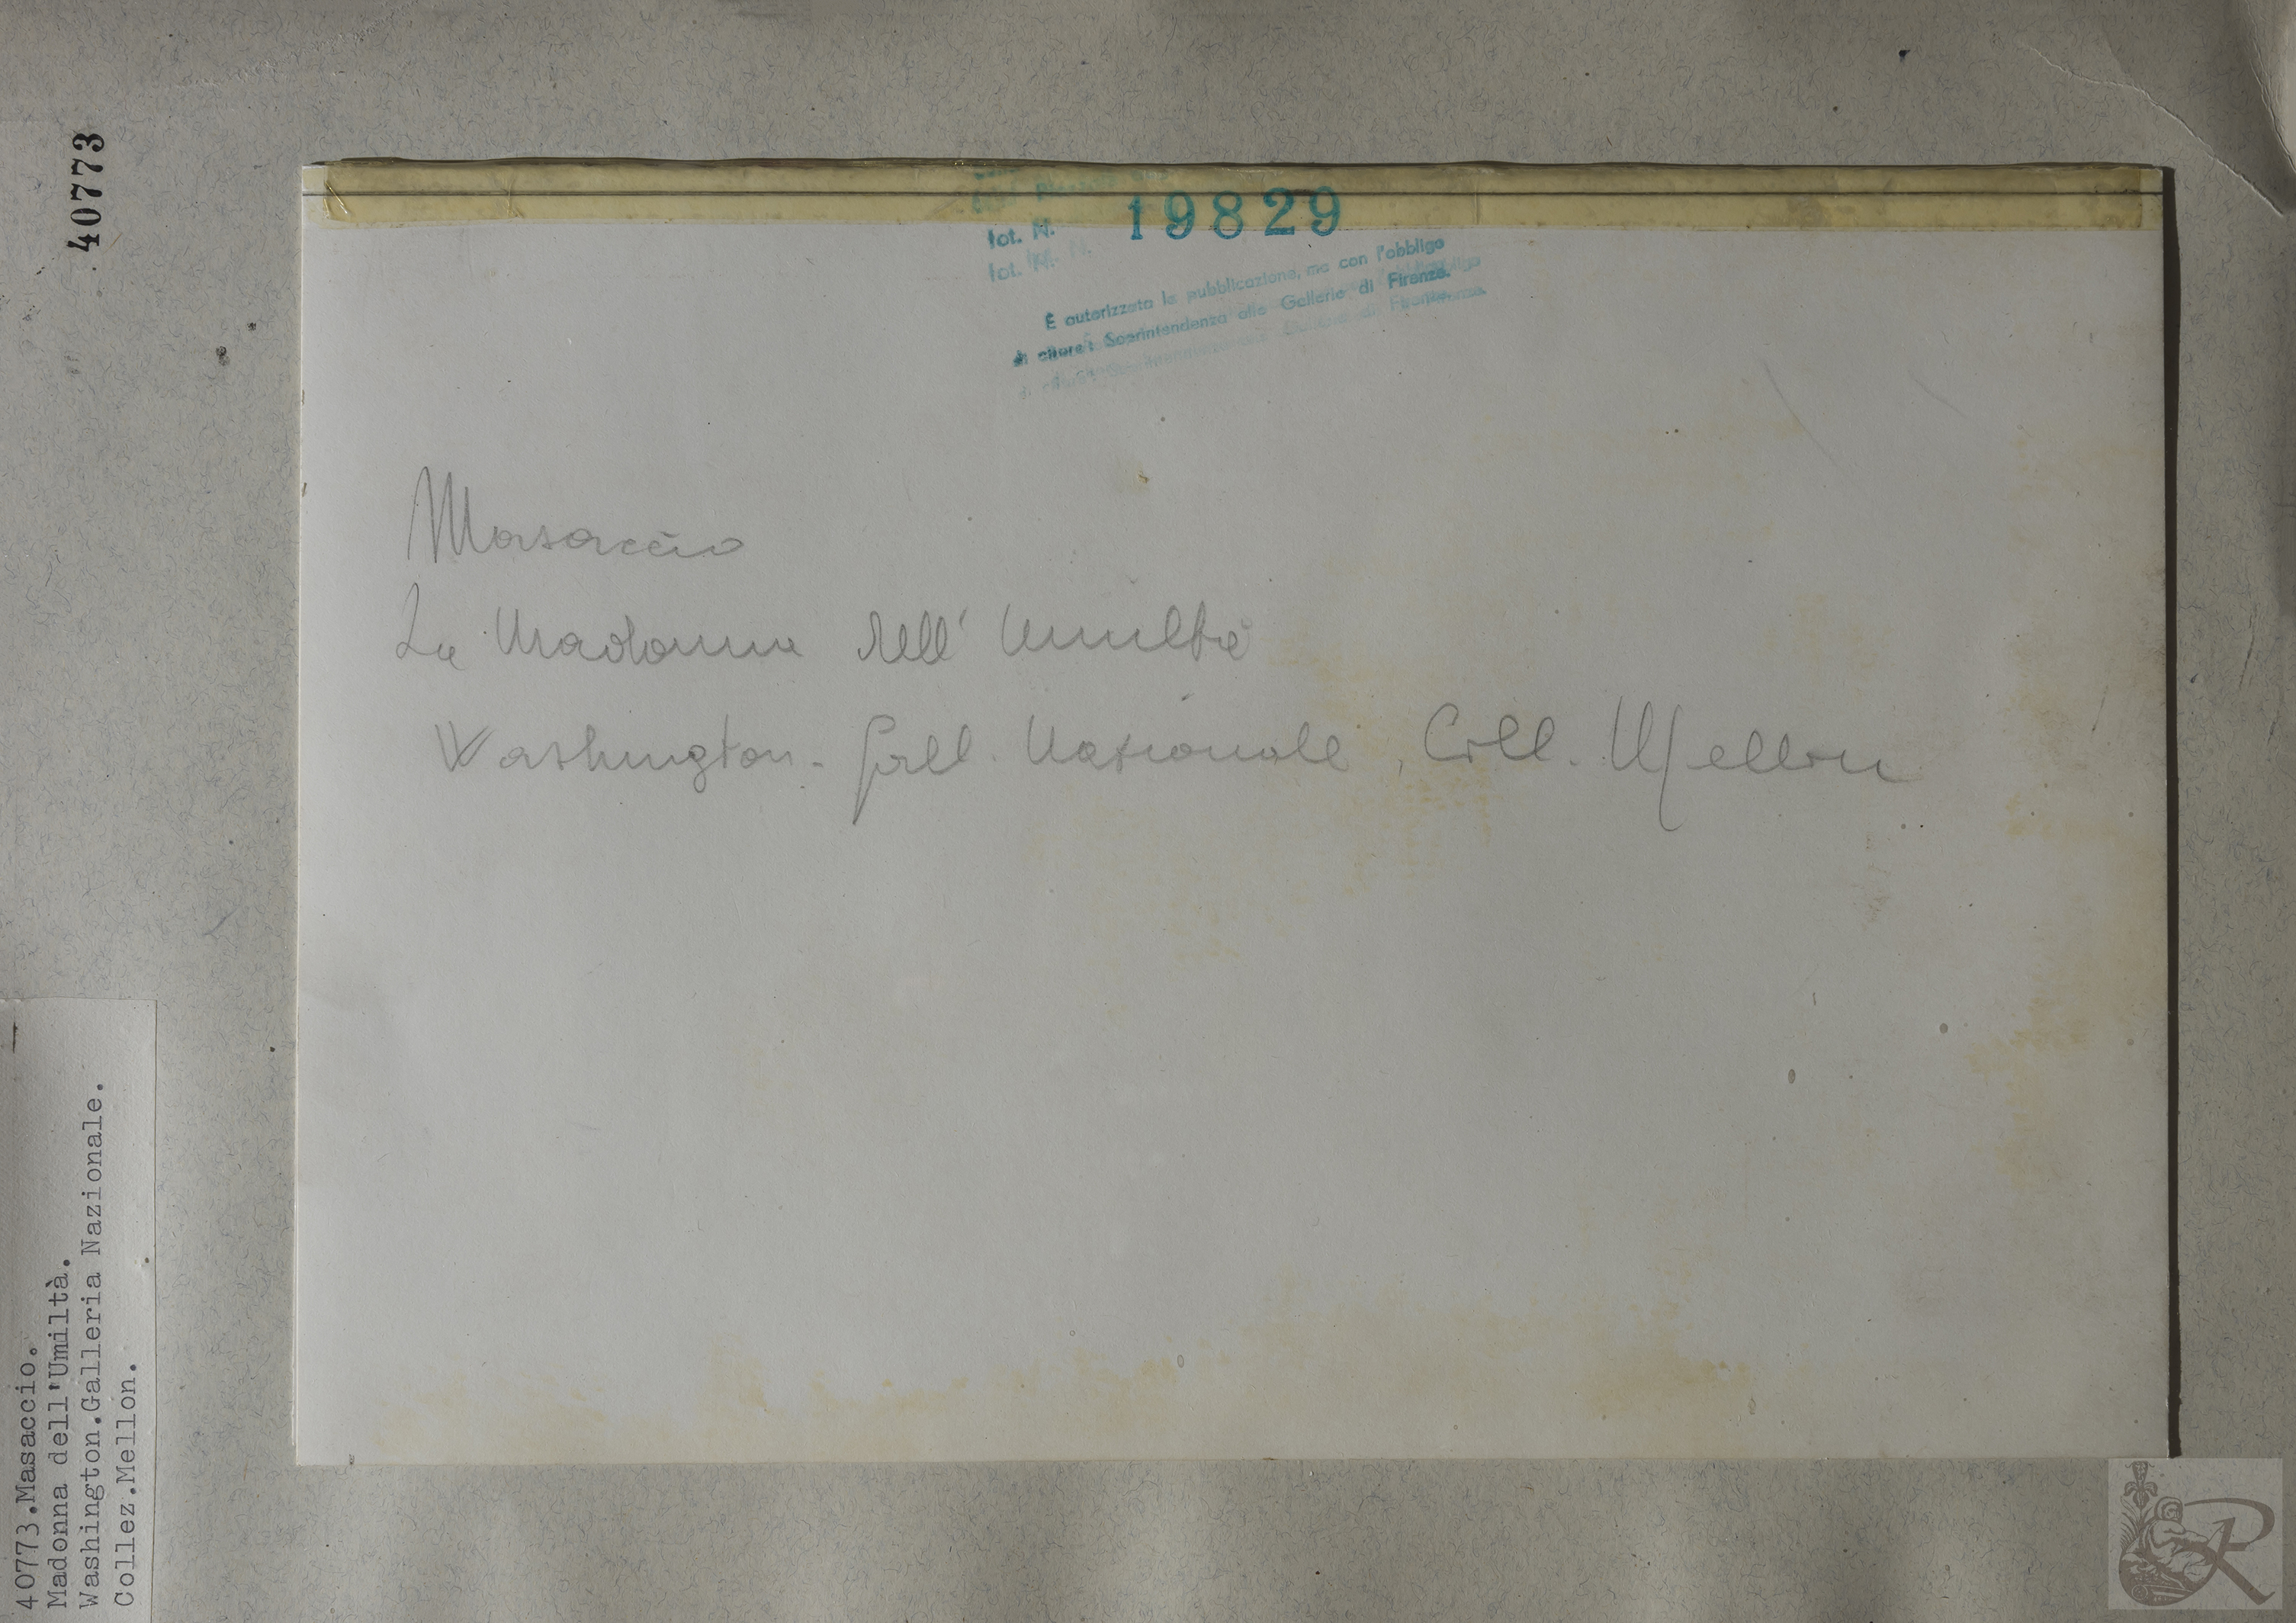 40773
fot. N. 19829
fot. N.
È autorizzata la pubblicazione, ma con l'obbligo
di citare: Soprintendenza alle Gallerie di Firenze.
Masaccio
La Madonna dell'Umiltà
Washington - Gall. Nazionale, Coll. Mellon
40773.Masaccio.
Madonna dell'Umiltà.
Washington.Galleria Nazionale.
Collez.Mellon.
R